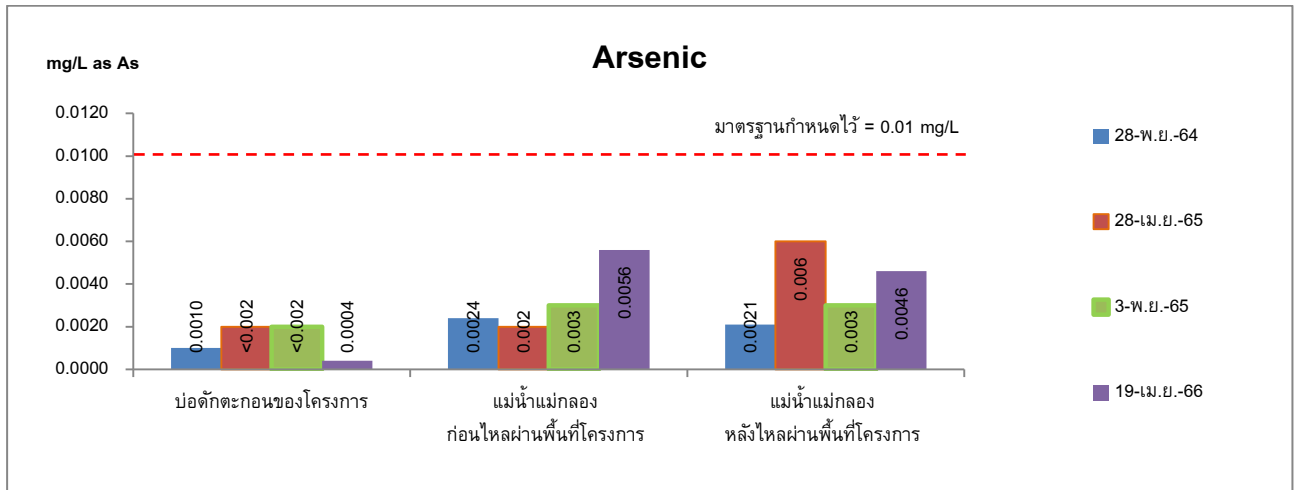 Arsenic
mg/L as As
มาตรฐานกำหนดไว้ = 0.01 mg/L
0.0120
0.0100
0.0080
0.0060
0.0040
0.0020
0.0000
0.0010
<0.002
<0.002
0.0004
0.0024
0.002
0.003
0.0056
0.0021
0.006
0.003
0.0046
บ่อดักตะกอนของโครงการ
แม่น้ำแม่กลอง
ก่อนไหลผ่านพื้นที่โครงการ
แม่น้ำแม่กลอง
หลังไหลผ่านพื้นที่โครงการ
28-พ.ย.-64
28-เม.ย.-65
3-พ.ย.-65
19-เม.ย.-66